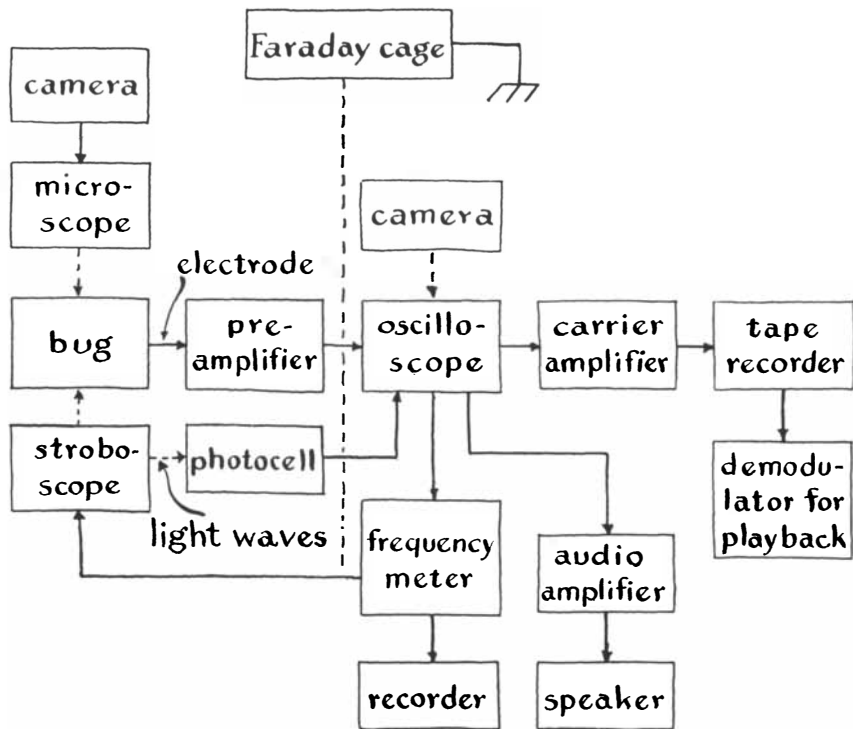 Faraday cage
camera
micro-
scope
camera
electrode
bug
pre-
amplifier
oscillo-
scope
carrier
amplifier
tape
recorder
strobo-
scope
photocell
light waves
frequency
meter
audio
amplifier
demodu-
lator for
playback
recorder
speaker